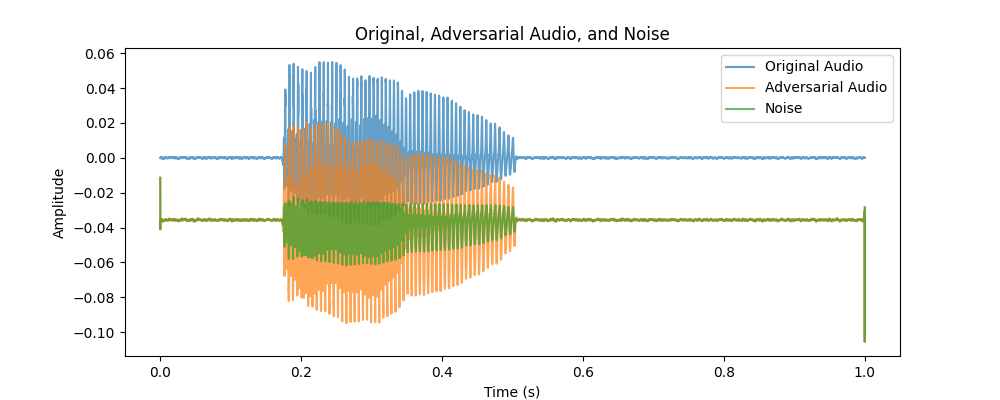 Original, Adversarial Audio, and Noise
Original Audio
Adversarial Audio
Noise
Amplitude
0.06
0.04
0.02
0.00
−0.02
−0.04
−0.06
−0.08
−0.10
0.0 0.2 0.4 0.6 0.8 1.0
Time (s)